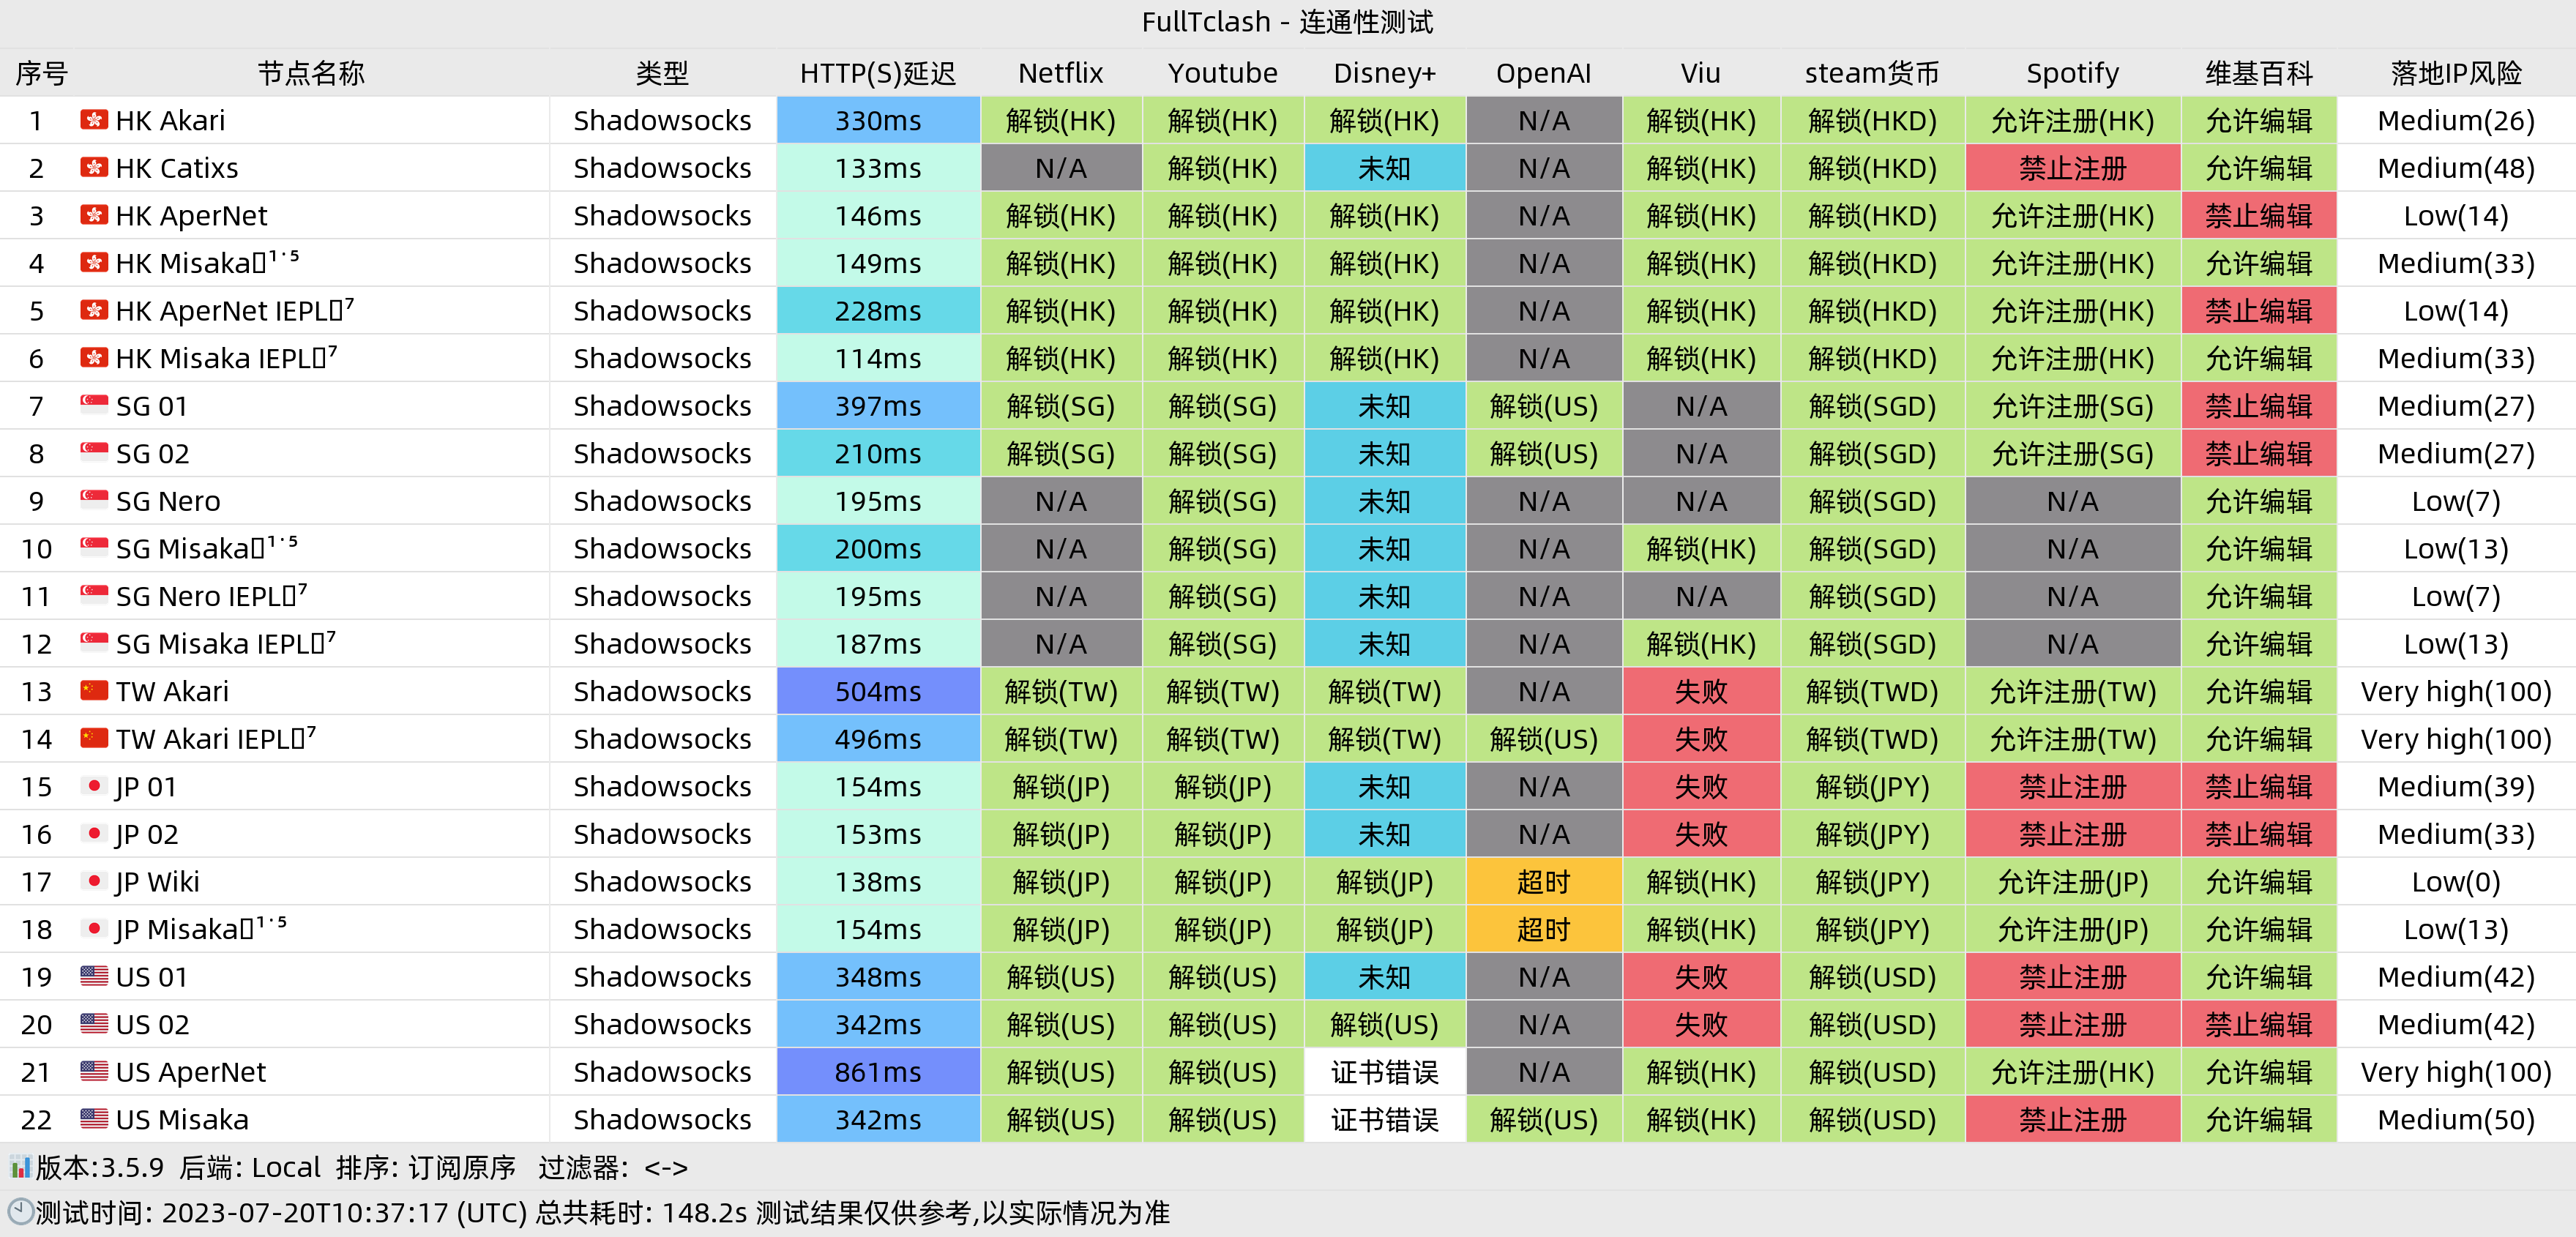 FullTclash - 连通性测试
序号 节点名称 类型 HTTP(S)延迟 Netflix Youtube Disney+ OpenAI Viu steam货币 Spotify 维基百科 落地IP风险
1 HK Akari Shadowsocks 330ms 解锁(HK) 解锁(HK) 解锁(HK) N/A 解锁(HK) 解锁(HKD) 允许注册(HK) 允许编辑 Medium(26)
2 HK Catixs Shadowsocks 133ms N/A 解锁(HK) 未知 N/A 解锁(HK) 解锁(HKD) 禁止注册 允许编辑 Medium(48)
3 HK AperNet Shadowsocks 146ms 解锁(HK) 解锁(HK) 解锁(HK) N/A 解锁(HK) 解锁(HKD) 允许注册(HK) 禁止编辑 Low(14)
4 HK Misaka▯¹·⁵ Shadowsocks 149ms 解锁(HK) 解锁(HK) 解锁(HK) N/A 解锁(HK) 解锁(HKD) 允许注册(HK) 允许编辑 Medium(33)
5 HK AperNet IEPL▯⁷ Shadowsocks 228ms 解锁(HK) 解锁(HK) 解锁(HK) N/A 解锁(HK) 解锁(HKD) 允许注册(HK) 禁止编辑 Low(14)
6 HK Misaka IEPL▯⁷ Shadowsocks 114ms 解锁(HK) 解锁(HK) 解锁(HK) N/A 解锁(HK) 解锁(HKD) 允许注册(HK) 允许编辑 Medium(33)
7 SG 01 Shadowsocks 397ms 解锁(SG) 解锁(SG) 未知 解锁(US) N/A 解锁(SGD) 允许注册(SG) 禁止编辑 Medium(27)
8 SG 02 Shadowsocks 210ms 解锁(SG) 解锁(SG) 未知 解锁(US) N/A 解锁(SGD) 允许注册(SG) 禁止编辑 Medium(27)
9 SG Nero Shadowsocks 195ms N/A 解锁(SG) 未知 N/A N/A 解锁(SGD) N/A 允许编辑 Low(7)
10 SG Misaka▯¹·⁵ Shadowsocks 200ms N/A 解锁(SG) 未知 N/A 解锁(HK) 解锁(SGD) N/A 允许编辑 Low(13)
11 SG Nero IEPL▯⁷ Shadowsocks 195ms N/A 解锁(SG) 未知 N/A N/A 解锁(SGD) N/A 允许编辑 Low(7)
12 SG Misaka IEPL▯⁷ Shadowsocks 187ms N/A 解锁(SG) 未知 N/A 解锁(HK) 解锁(SGD) N/A 允许编辑 Low(13)
13 TW Akari Shadowsocks 504ms 解锁(TW) 解锁(TW) 解锁(TW) N/A 失败 解锁(TWD) 允许注册(TW) 允许编辑 Very high(100)
14 TW Akari IEPL▯⁷ Shadowsocks 496ms 解锁(TW) 解锁(TW) 解锁(TW) 解锁(US) 失败 解锁(TWD) 允许注册(TW) 允许编辑 Very high(100)
15 JP 01 Shadowsocks 154ms 解锁(JP) 解锁(JP) 未知 N/A 失败 解锁(JPY) 禁止注册 禁止编辑 Medium(39)
16 JP 02 Shadowsocks 153ms 解锁(JP) 解锁(JP) 未知 N/A 失败 解锁(JPY) 禁止注册 禁止编辑 Medium(33)
17 JP Wiki Shadowsocks 138ms 解锁(JP) 解锁(JP) 解锁(JP) 超时 解锁(HK) 解锁(JPY) 允许注册(JP) 允许编辑 Low(0)
18 JP Misaka▯¹·⁵ Shadowsocks 154ms 解锁(JP) 解锁(JP) 解锁(JP) 超时 解锁(HK) 解锁(JPY) 允许注册(JP) 允许编辑 Low(13)
19 US 01 Shadowsocks 348ms 解锁(US) 解锁(US) 未知 N/A 失败 解锁(USD) 禁止注册 允许编辑 Medium(42)
20 US 02 Shadowsocks 342ms 解锁(US) 解锁(US) 解锁(US) N/A 失败 解锁(USD) 禁止注册 禁止编辑 Medium(42)
21 US AperNet Shadowsocks 861ms 解锁(US) 解锁(US) 证书错误 N/A 解锁(HK) 解锁(USD) 允许注册(HK) 允许编辑 Very high(100)
22 US Misaka Shadowsocks 342ms 解锁(US) 解锁(US) 证书错误 解锁(US) 解锁(HK) 解锁(USD) 禁止注册 允许编辑 Medium(50)
版本:3.5.9 后端: Local 排序: 订阅原序 过滤器: <->
测试时间: 2023-07-20T10:37:17 (UTC) 总共耗时: 148.2s 测试结果仅供参考,以实际情况为准